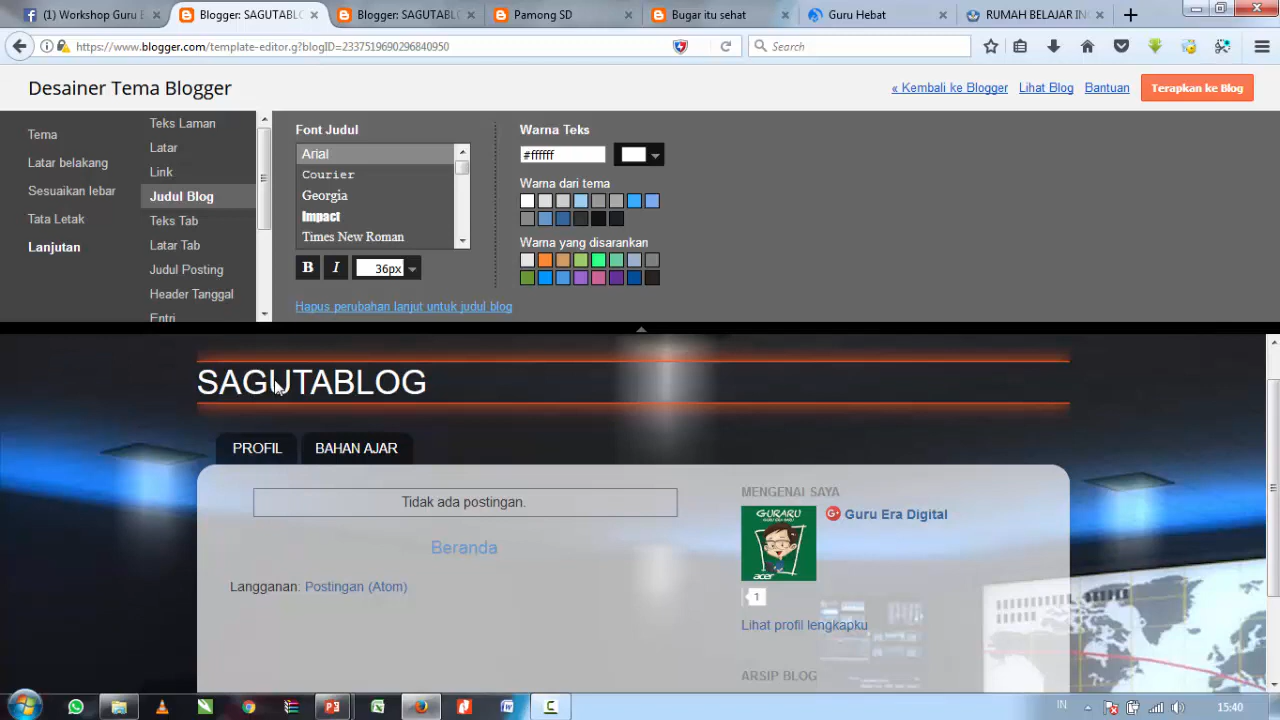 (1) Workshop Guru E
Blogger: SAGUTABLO
Blogger: SAGUTABL
Pamong SD
Bugar itu sehat
Guru Hebat
RUMAH BELAJAR IN
https://www.blogger.com/template-editor.g?blogID=2337519690296840950
Search
Desainer Tema Blogger
« Kembali ke Blogger
Lihat Blog
Bantuan
Terapkan ke Blog
Tema
Latar belakang
Sesuaikan lebar
Tata Letak
Lanjutan
Teks Laman
Latar
Link
Judul Blog
Teks Tab
Latar Tab
Judul Posting
Header Tanggal
Entri
Font Judul
Arial
Courier
Georgia
Impact
Times New Roman
B I 36px
Hapus perubahan lanjut untuk judul blog
Warna Teks
#ffffff
Warna dari tema
Warna yang disarankan
SAGUTABLOG
PROFIL
BAHAN AJAR
Tidak ada postingan.
Beranda
Langganan: Postingan (Atom)
MENGENAI SAYA
GURARU
acer
Guru Era Digital
1
Lihat profil lengkapku
ARSIP BLOG
IN
15:40